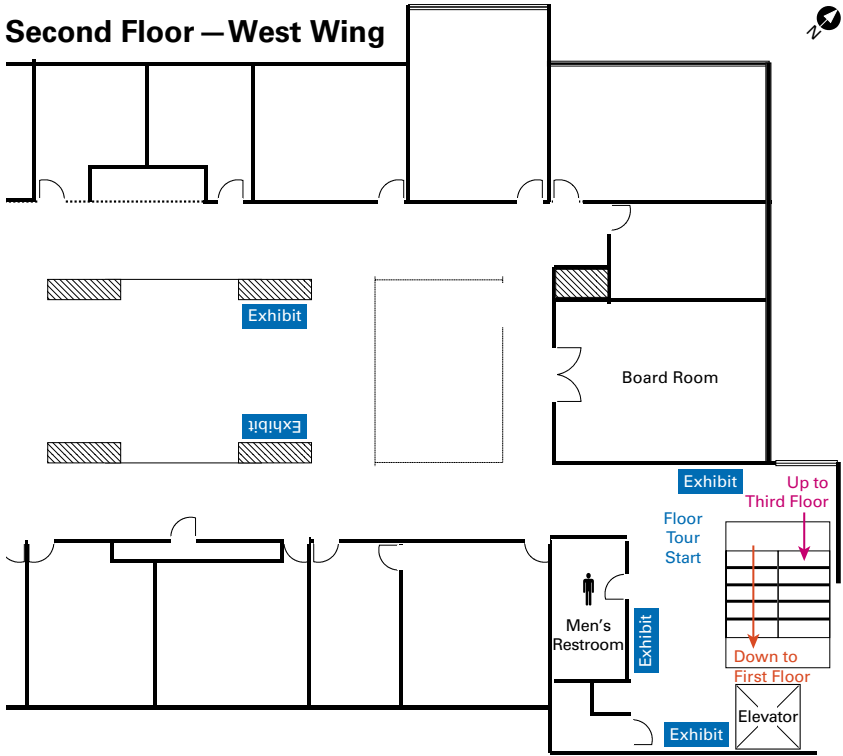 Second Floor — West Wing
N
Exhibit
Board Room
Exhibit
Exhibit
Up to
Third Floor
Floor
Tour
Start
Men's
Restroom
Exhibit
Down to
First Floor
Elevator
Exhibit